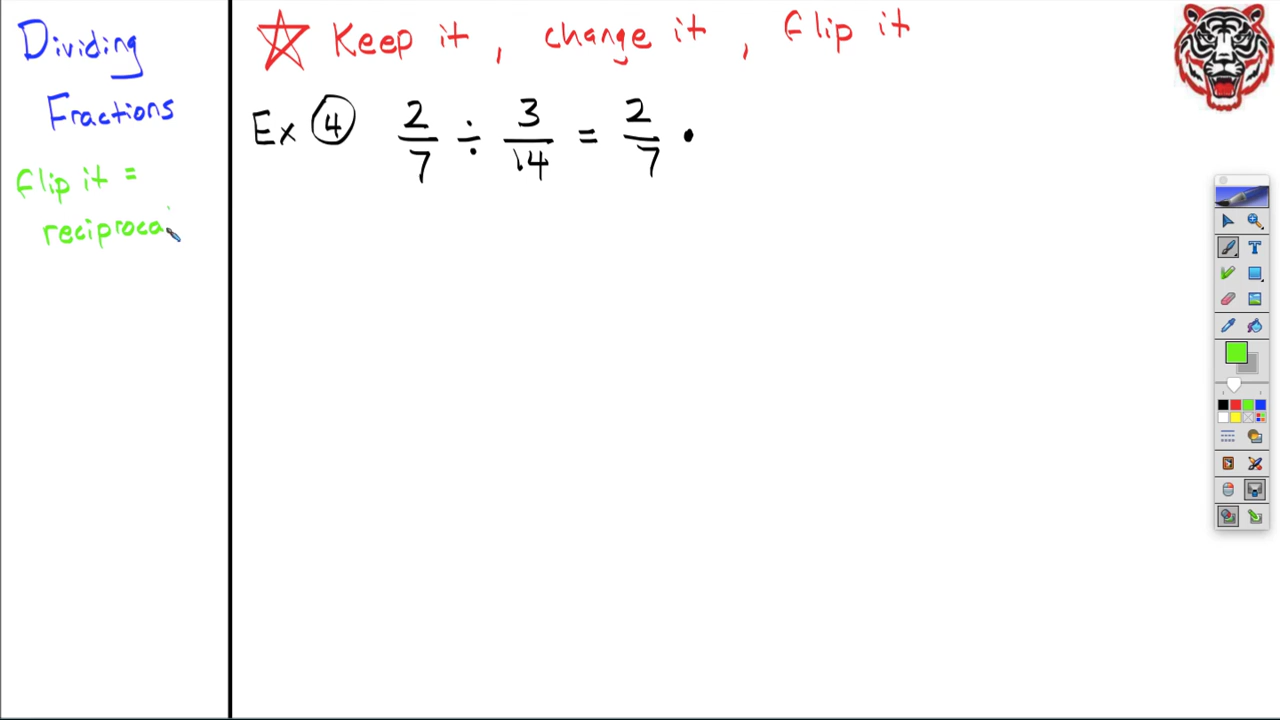 Dividing
Fractions
flip it =
reciproca
☆ Keep it, change it, flip it
Ex ④ 2/7 ÷ 3/14 = 2/7 •
T